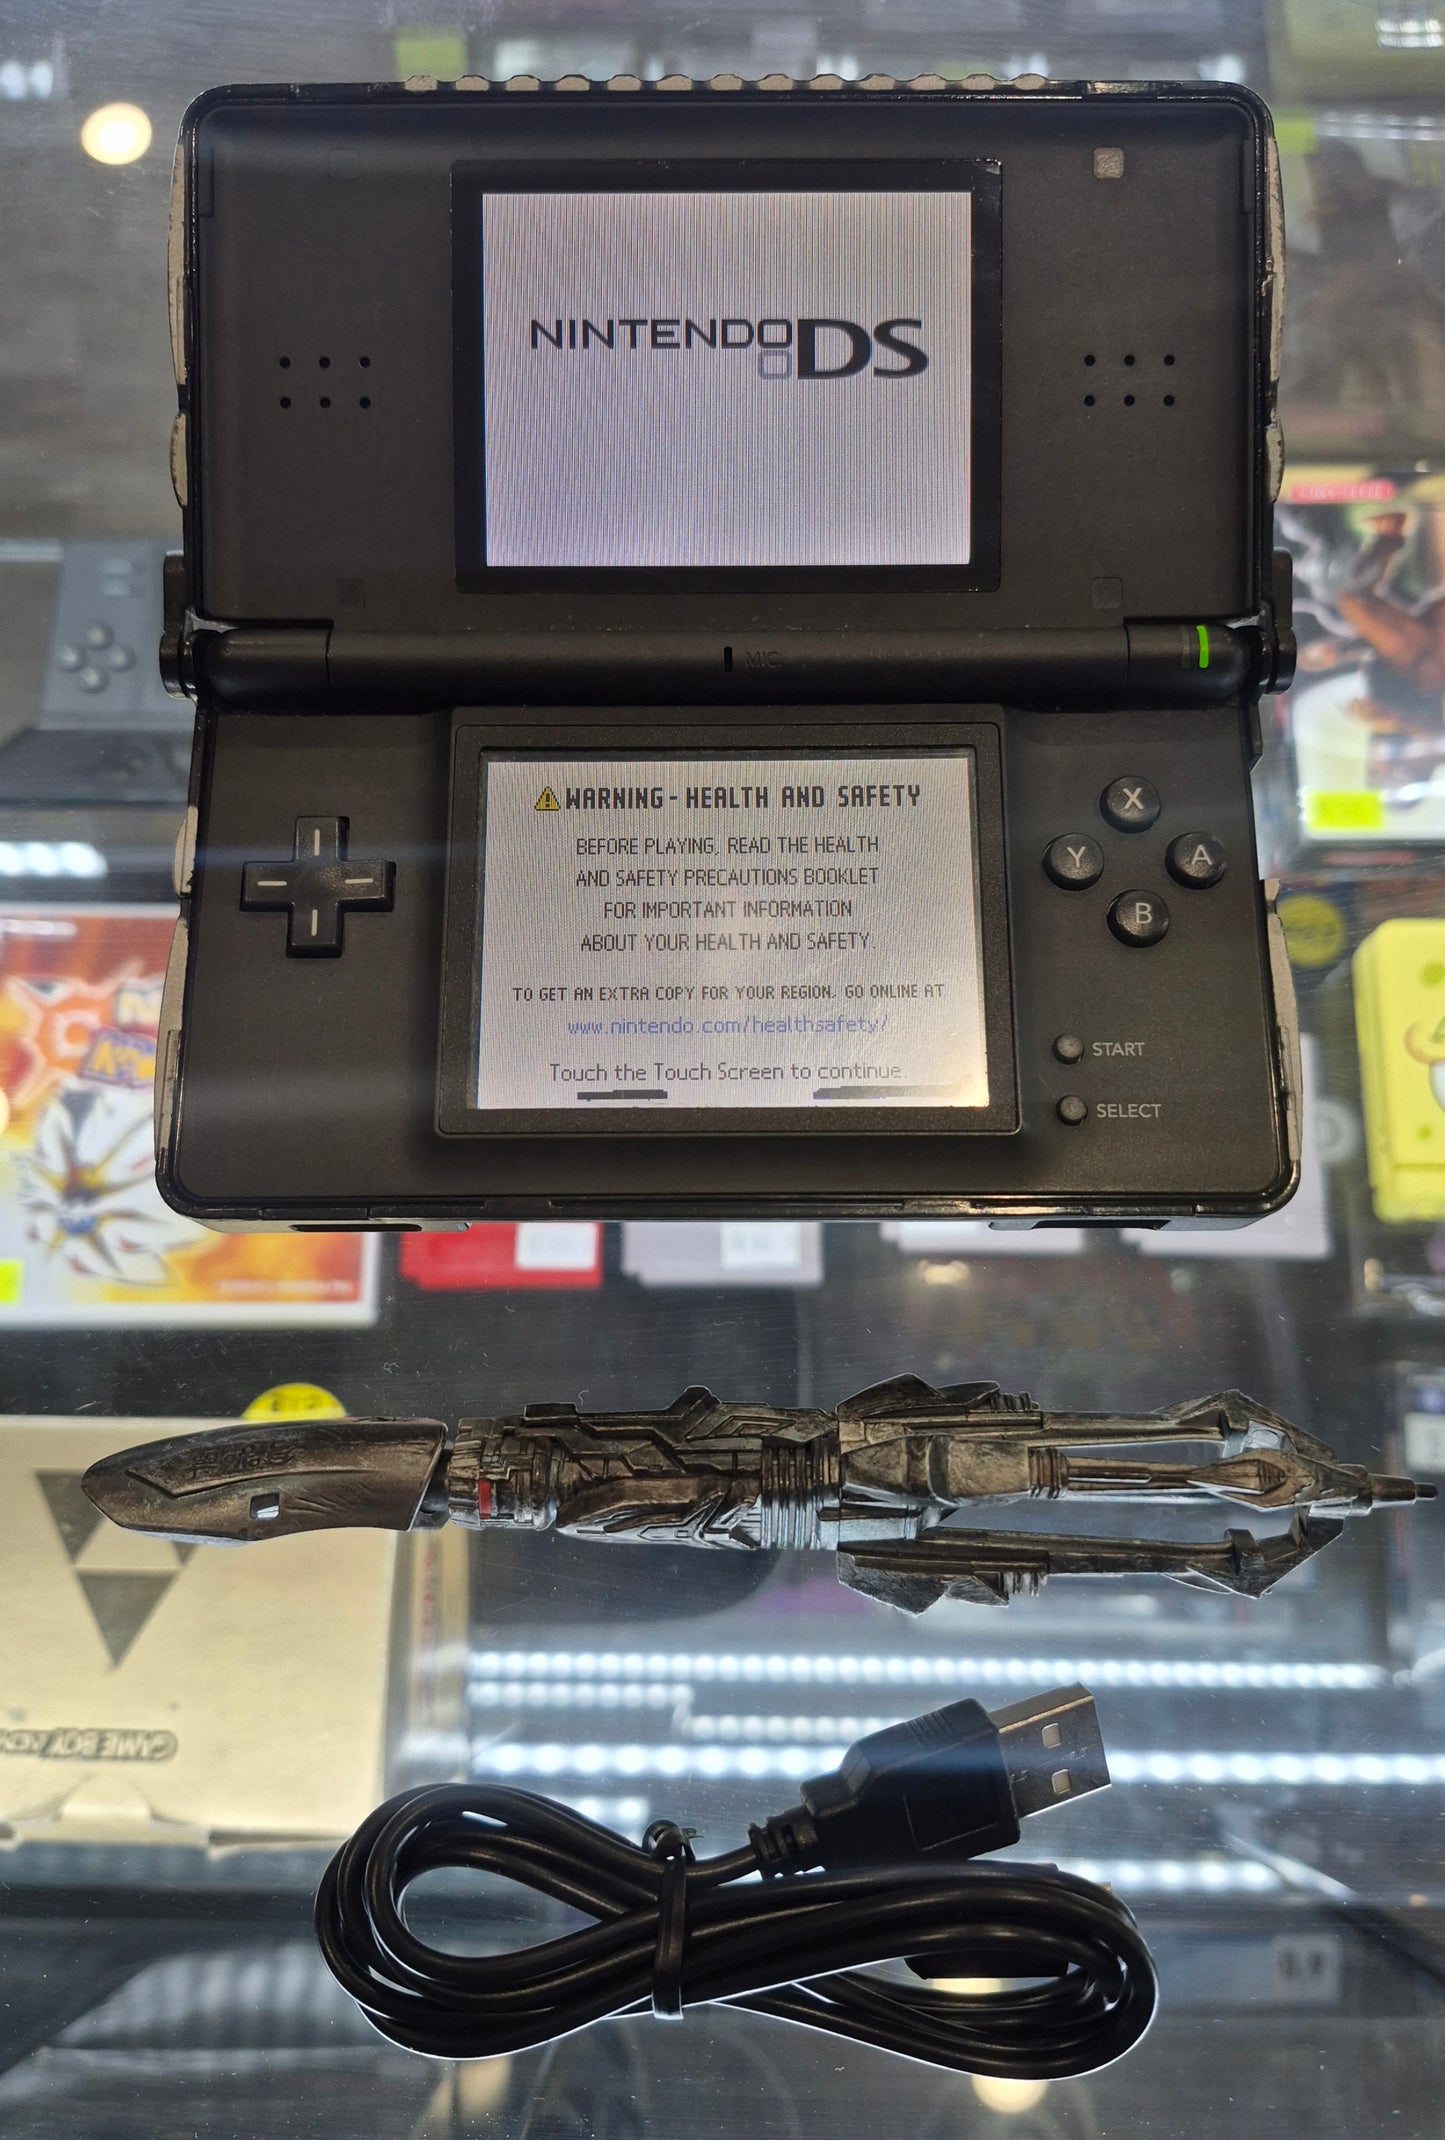 NINTENDO DS
MIC
WARNING - HEALTH AND SAFETY
BEFORE PLAYING, READ THE HEALTH
AND SAFETY PRECAUTIONS BOOKLET
FOR IMPORTANT INFORMATION
ABOUT YOUR HEALTH AND SAFETY.
TO GET AN EXTRA COPY FOR YOUR REGION, GO ONLINE AT
www.nintendo.com/healthsafety/
Touch the Touch Screen to continue.
X
Y
A
B
START
SELECT
GAME BOY ADVA